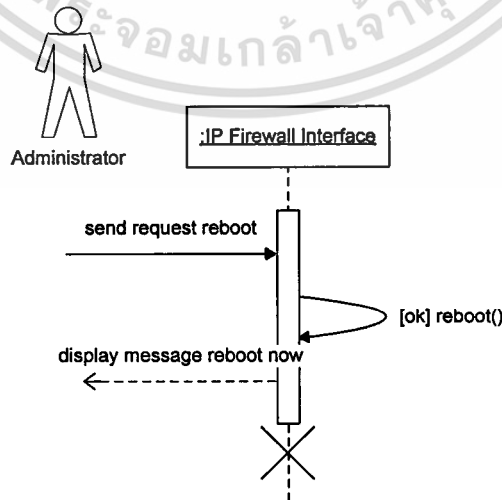 ะจอมเกล้าเจ้า
Administrator
:IP Firewall Interface
send request reboot
[ok] reboot()
display message reboot now